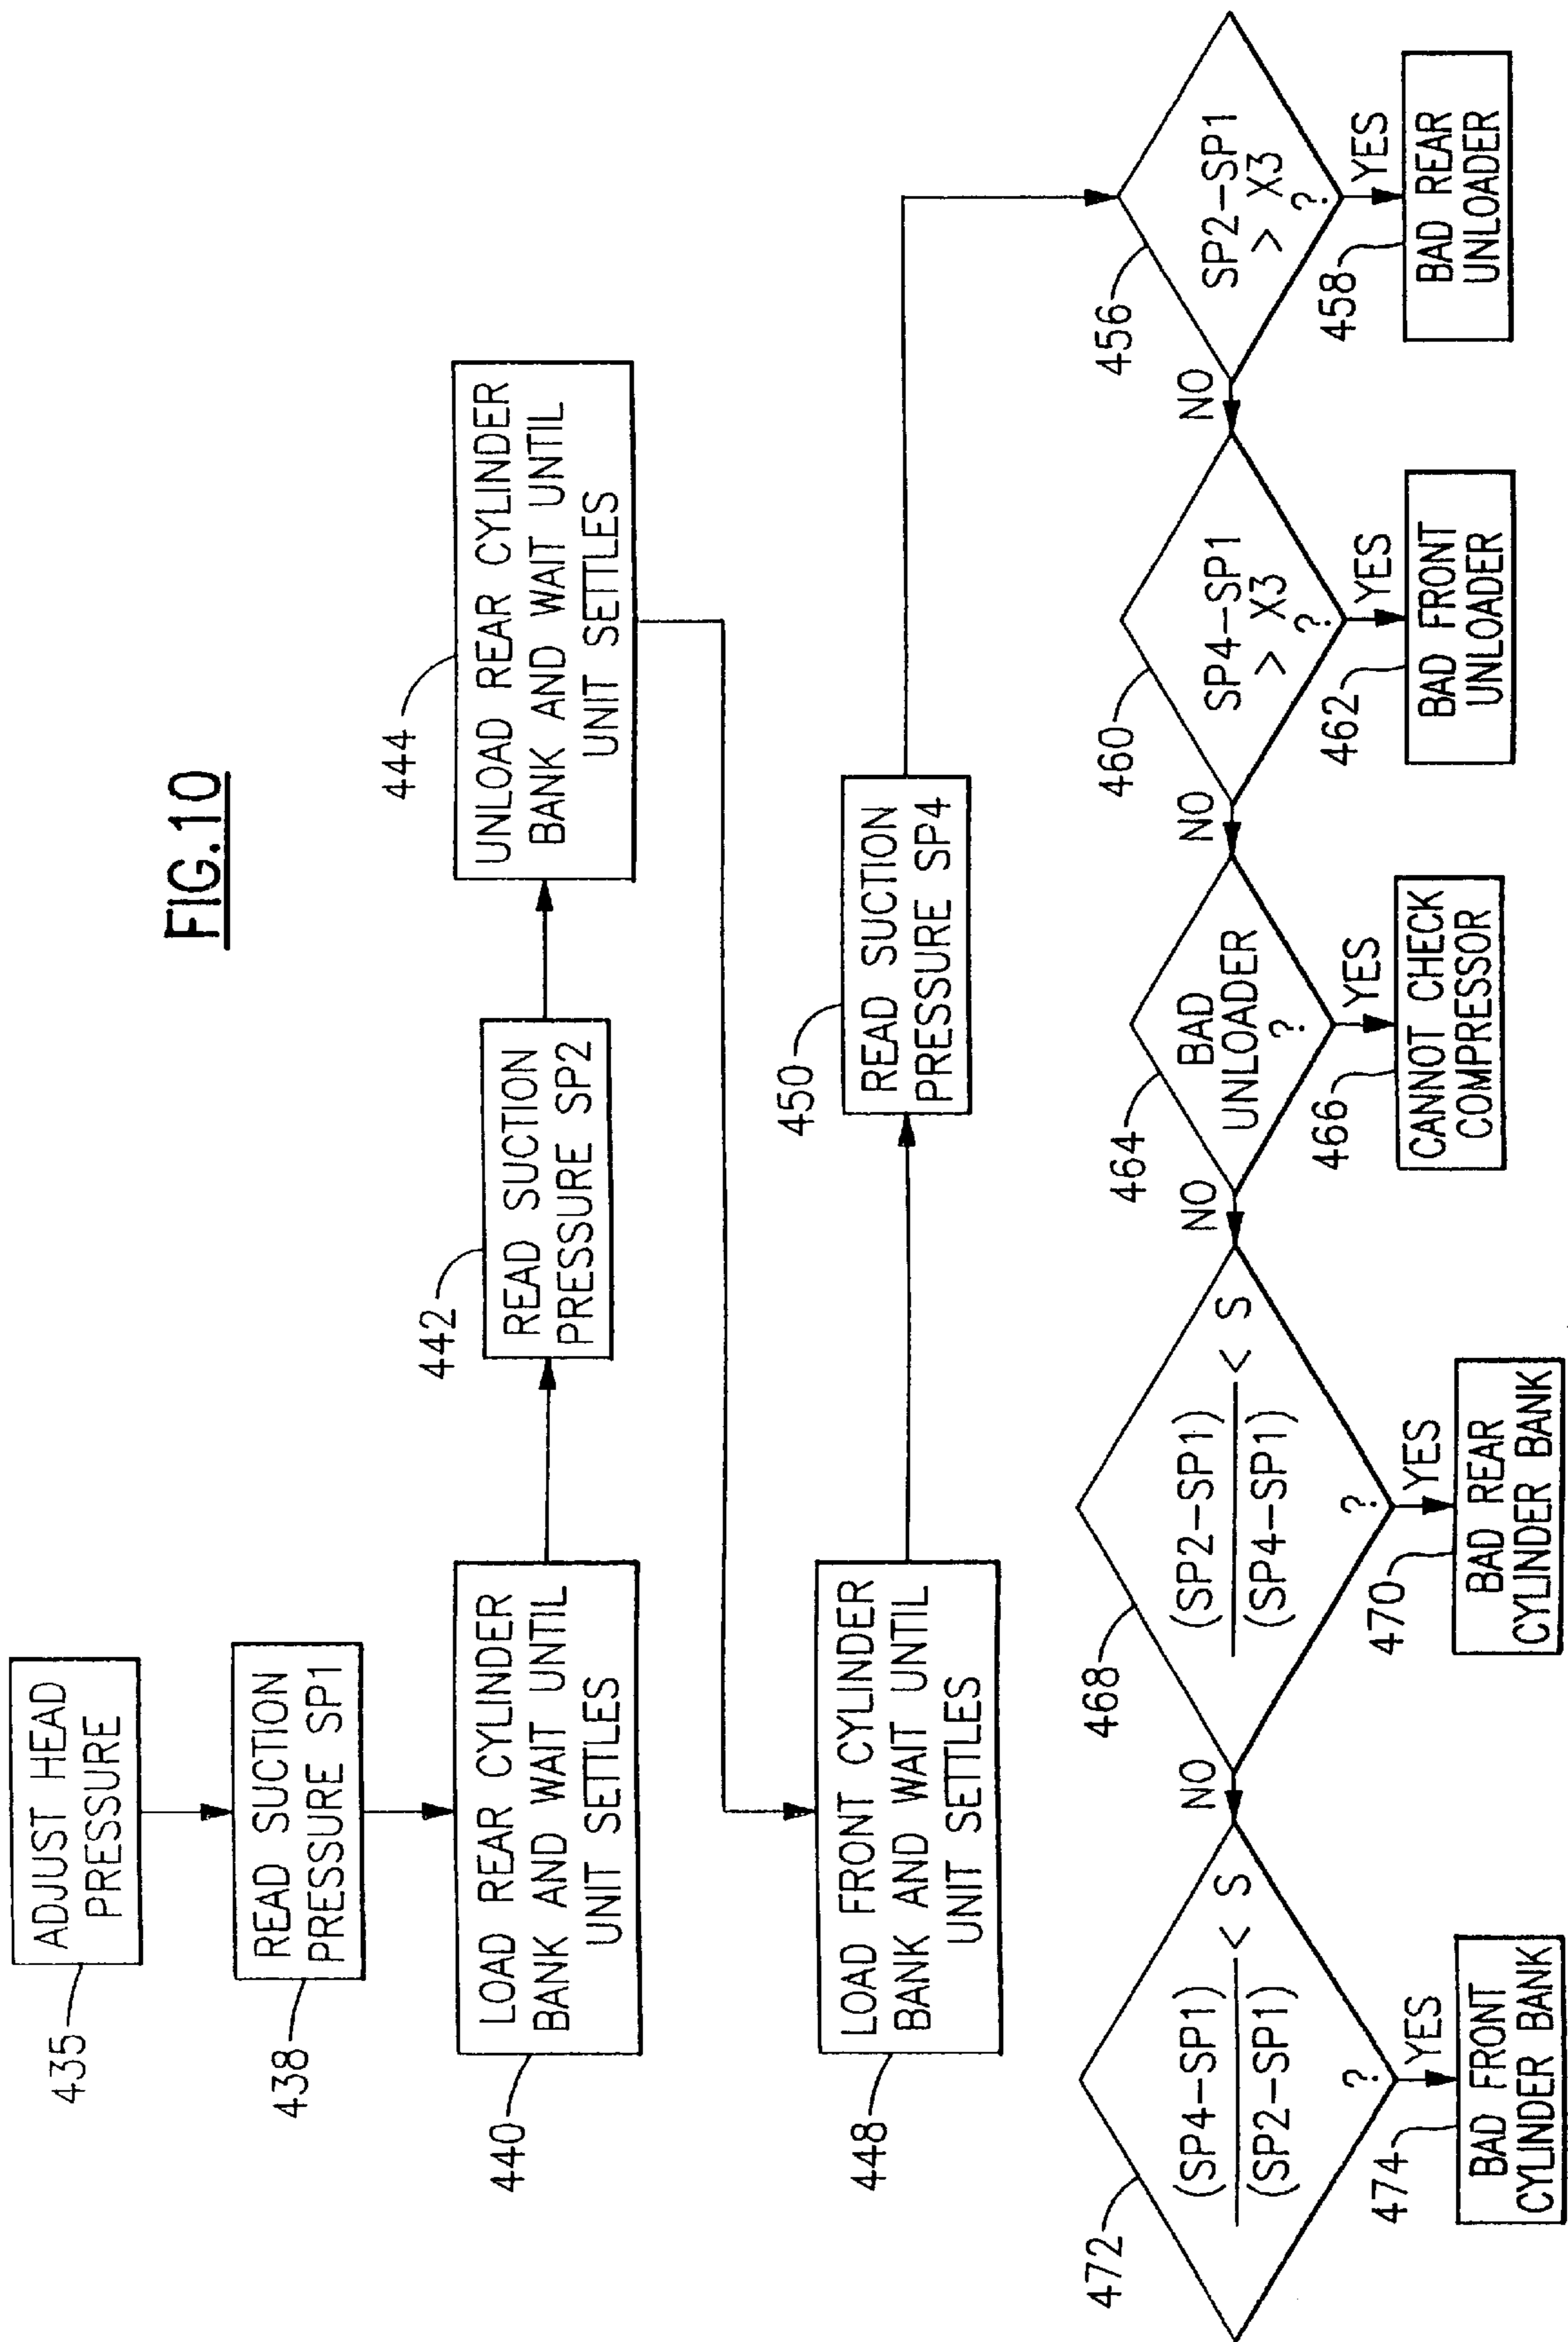 FIG.10
435
ADJUST HEAD
PRESSURE
438
READ SUCTION
PRESSURE SP1
440
LOAD REAR CYLINDER
BANK AND WAIT UNTIL
UNIT SETTLES
442
READ SUCTION
PRESSURE SP2
444
UNLOAD REAR CYLINDER
BANK AND WAIT UNTIL
UNIT SETTLES
448
LOAD FRONT CYLINDER
BANK AND WAIT UNTIL
UNIT SETTLES
450
READ SUCTION
PRESSURE SP4
456
SP2-SP1
> X3
?
YES
458
BAD REAR
UNLOADER
NO
460
SP4-SP1
> X3
?
YES
462
BAD FRONT
UNLOADER
NO
464
BAD
UNLOADER
?
YES
466
CANNOT CHECK
COMPRESSOR
NO
468
(SP2-SP1)
(SP4-SP1)
< S
?
YES
470
BAD REAR
CYLINDER BANK
NO
472
(SP4-SP1)
(SP2-SP1)
< S
?
YES
474
BAD FRONT
CYLINDER BANK